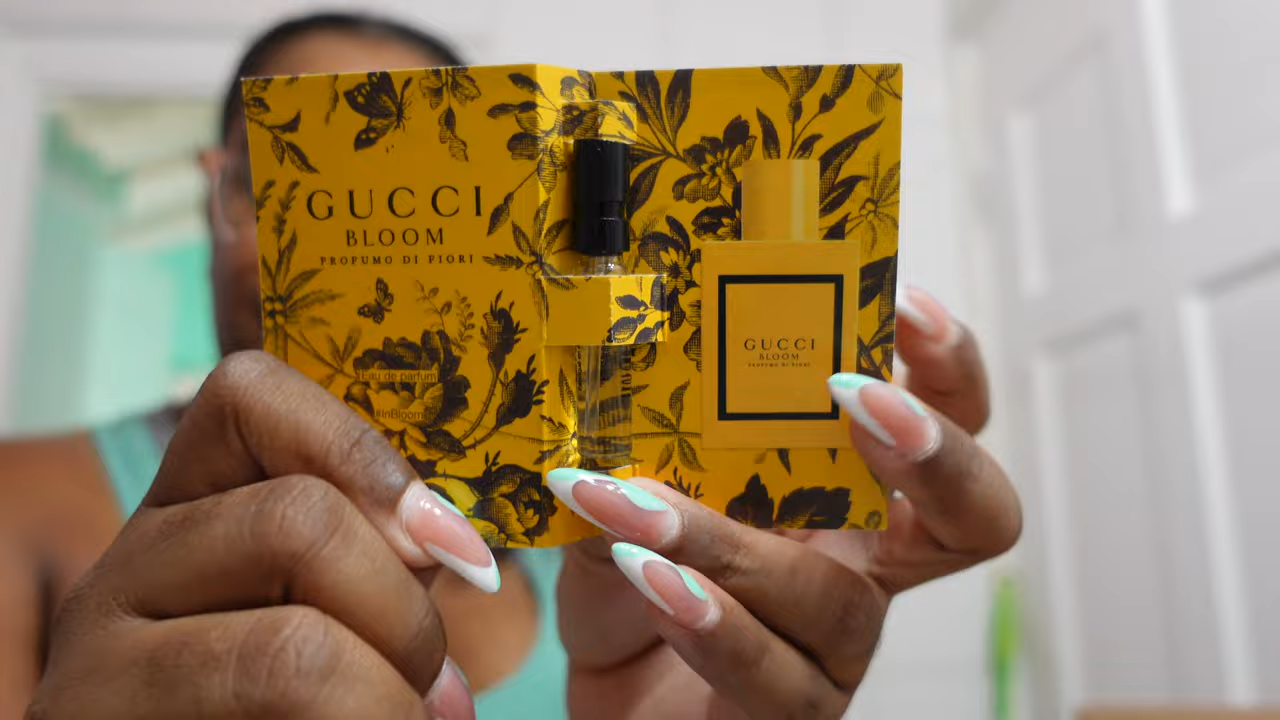 GUCCI
BLOOM
PROFUMO DI FIORI
Eau de parfum
#InBloom
GUCCI
BLOOM
PROFUMO DI FIORI